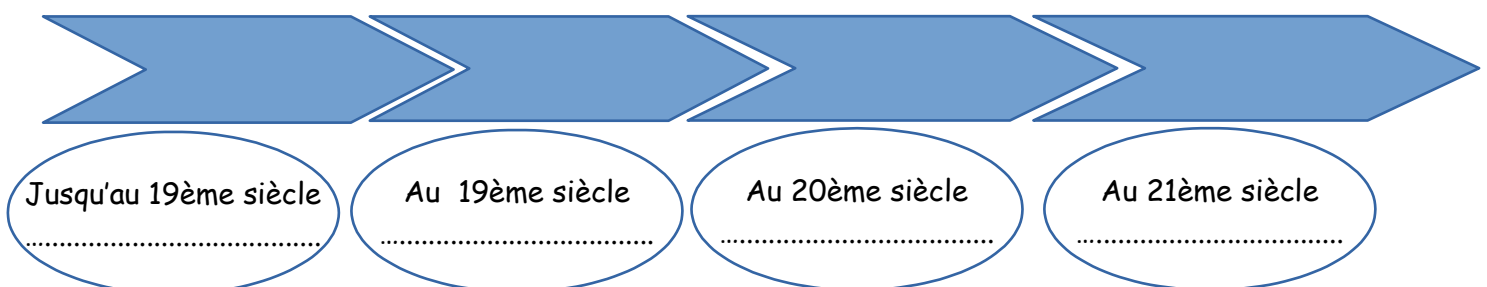 Jusqu'au 19ème siècle
............................................
Au 19ème siècle
........................................
Au 20ème siècle
........................................
Au 21ème siècle
.......................................